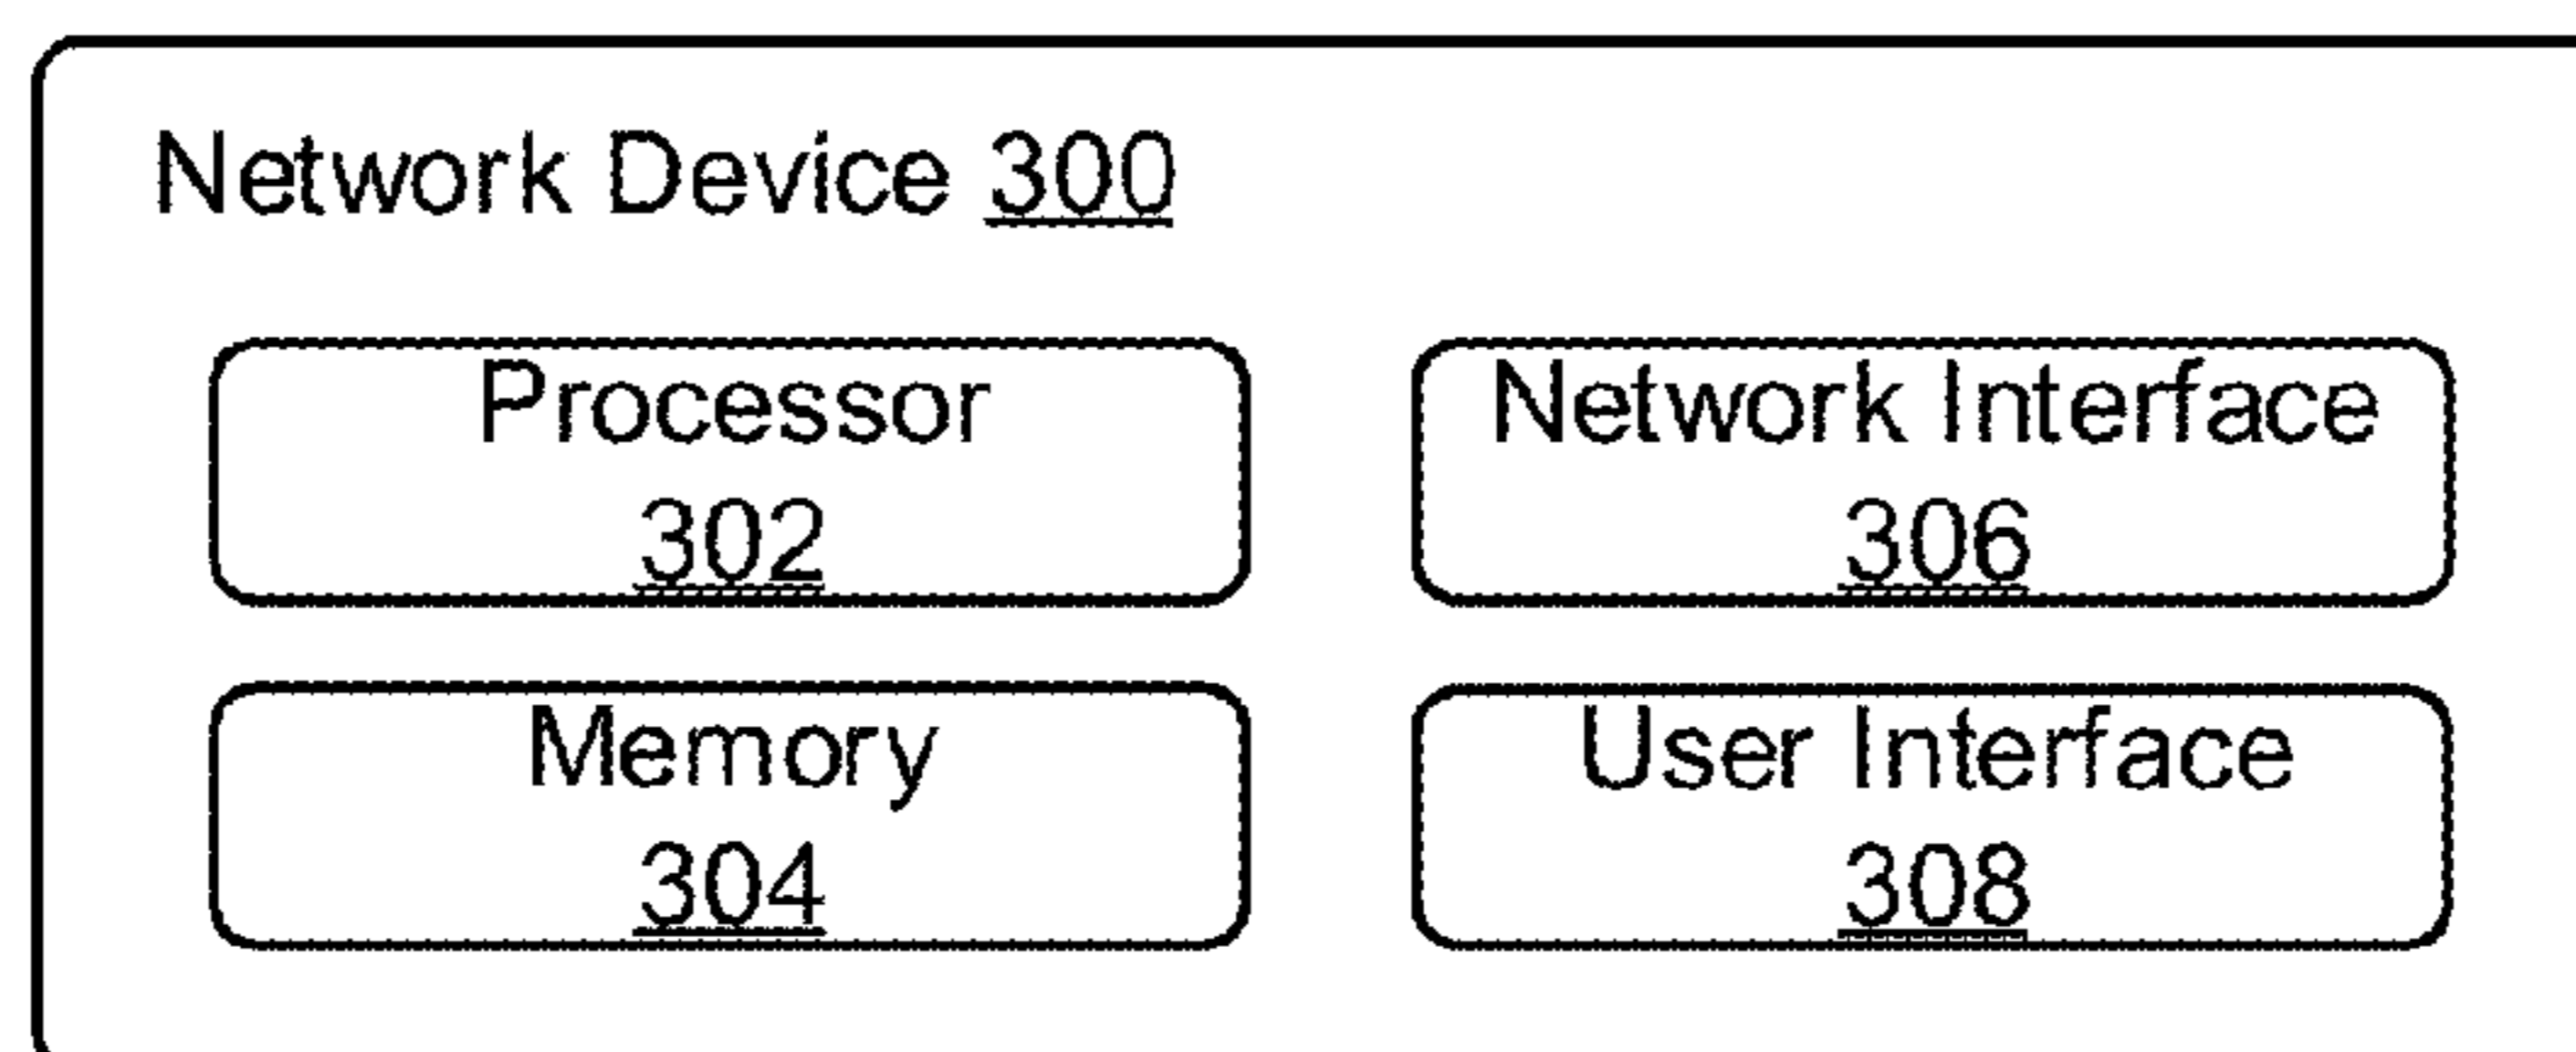 Network Device 300
Processor
302
Network Interface
306
Memory
304
User Interface
308